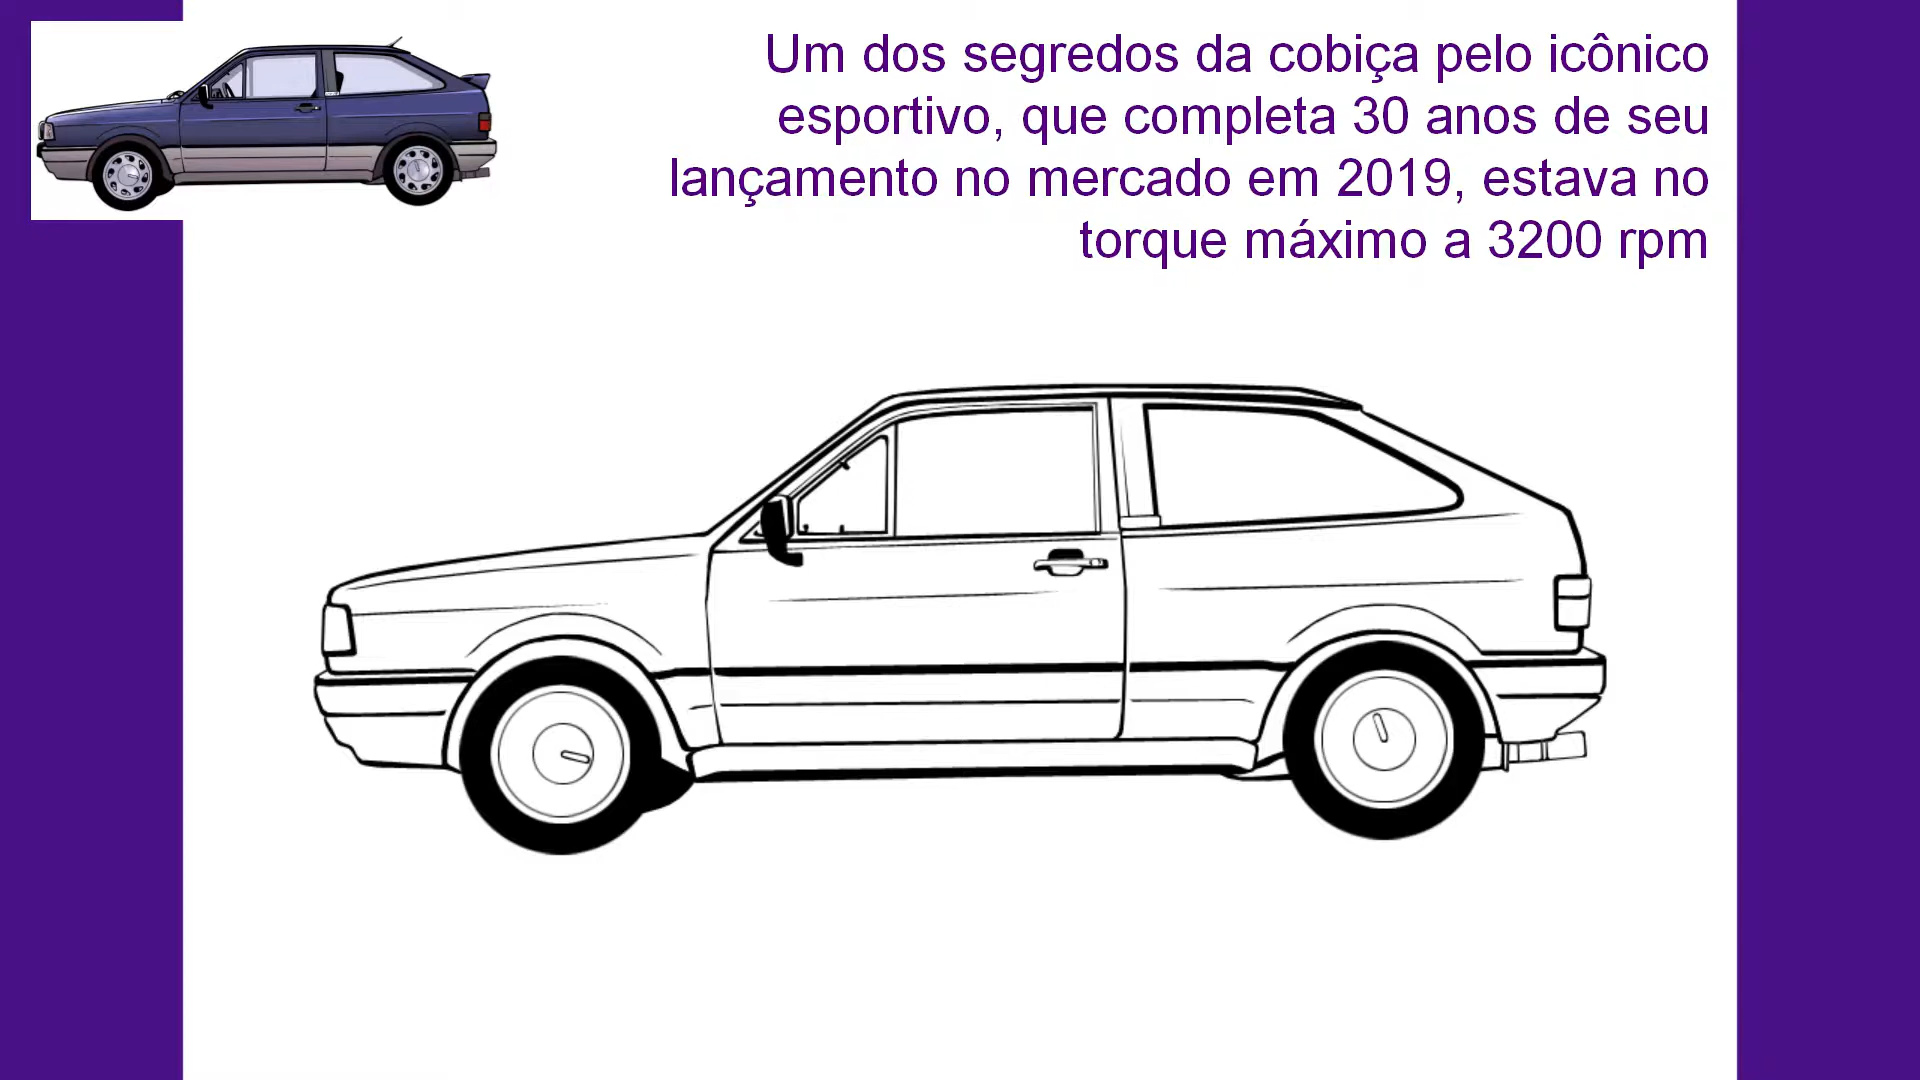 Um dos segredos da cobiça pelo icônico
esportivo, que completa 30 anos de seu
lançamento no mercado em 2019, estava no
torque máximo a 3200 rpm